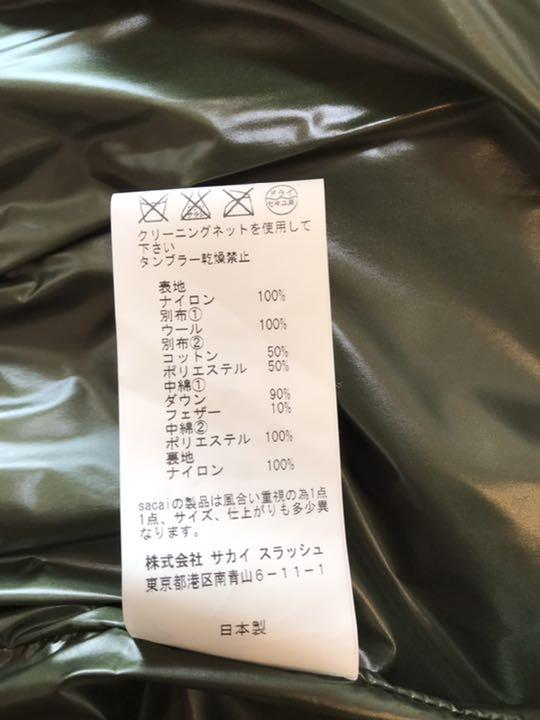 ドライ
セキユ系
クリーニングネットを使用して
下さい
タンブラー乾燥禁止
表地
ナイロン 100%
別布①
ウール 100%
別布②
コットン 50%
ポリエステル 50%
中綿①
ダウン 90%
フェザー 10%
中綿②
ポリエステル 100%
裏地
ナイロン 100%
sacaiの製品は風合い重視の為1点
1点、サイズ、仕上がりも多少異
なります。
株式会社 サカイ スラッシュ
東京都港区南青山6-11-1
日本製